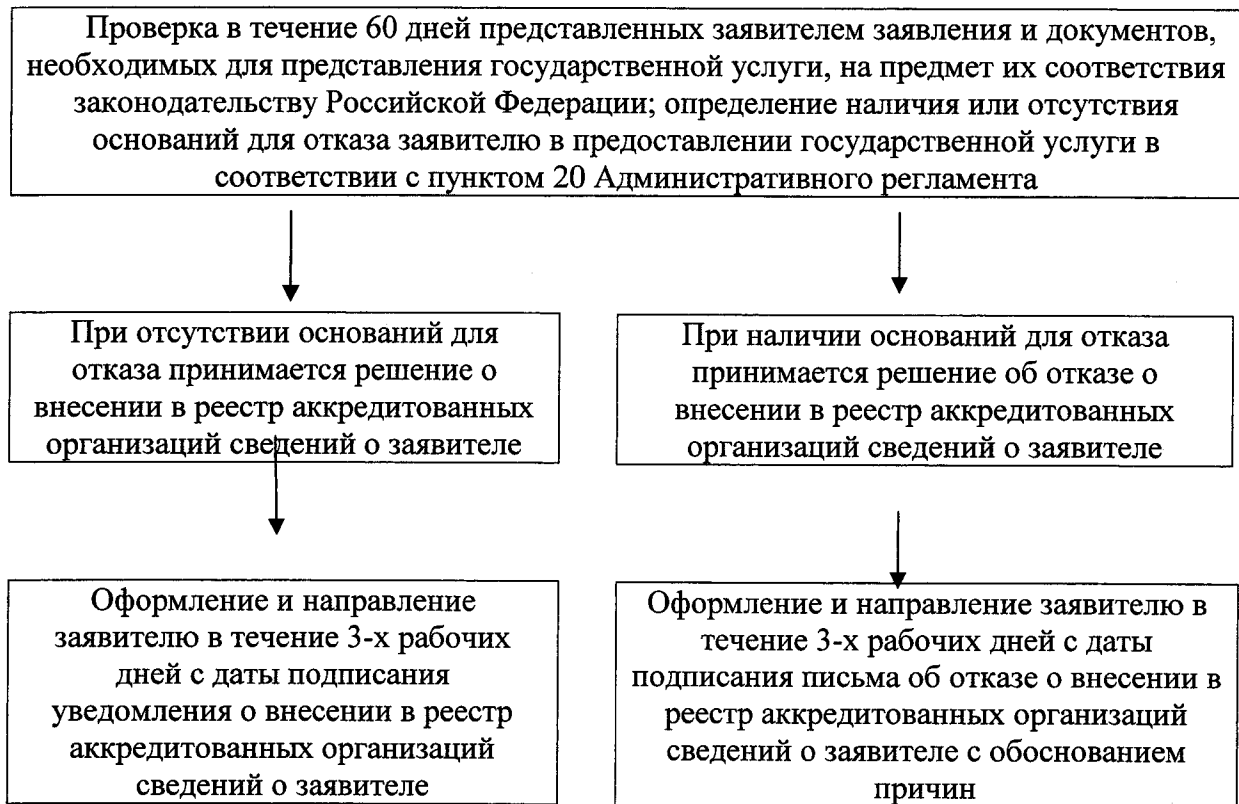 Проверка в течение 60 дней представленных заявителем заявления и документов,
необходимых для представления государственной услуги, на предмет их соответствия
законодательству Российской Федерации; определение наличия или отсутствия
оснований для отказа заявителю в предоставлении государственной услуги в
соответствии с пунктом 20 Административного регламента
При отсутствии оснований для
отказа принимается решение о
внесении в реестр аккредитованных
организаций сведений о заявителе
При наличии оснований для отказа
принимается решение об отказе о
внесении в реестр аккредитованных
организаций сведений о заявителе
Оформление и направление
заявителю в течение 3-х рабочих
дней с даты подписания
уведомления о внесении в реестр
аккредитованных организаций
сведений о заявителе
Оформление и направление заявителю в
течение 3-х рабочих дней с даты
подписания письма об отказе о внесении в
реестр аккредитованных организаций
сведений о заявителе с обоснованием
причин